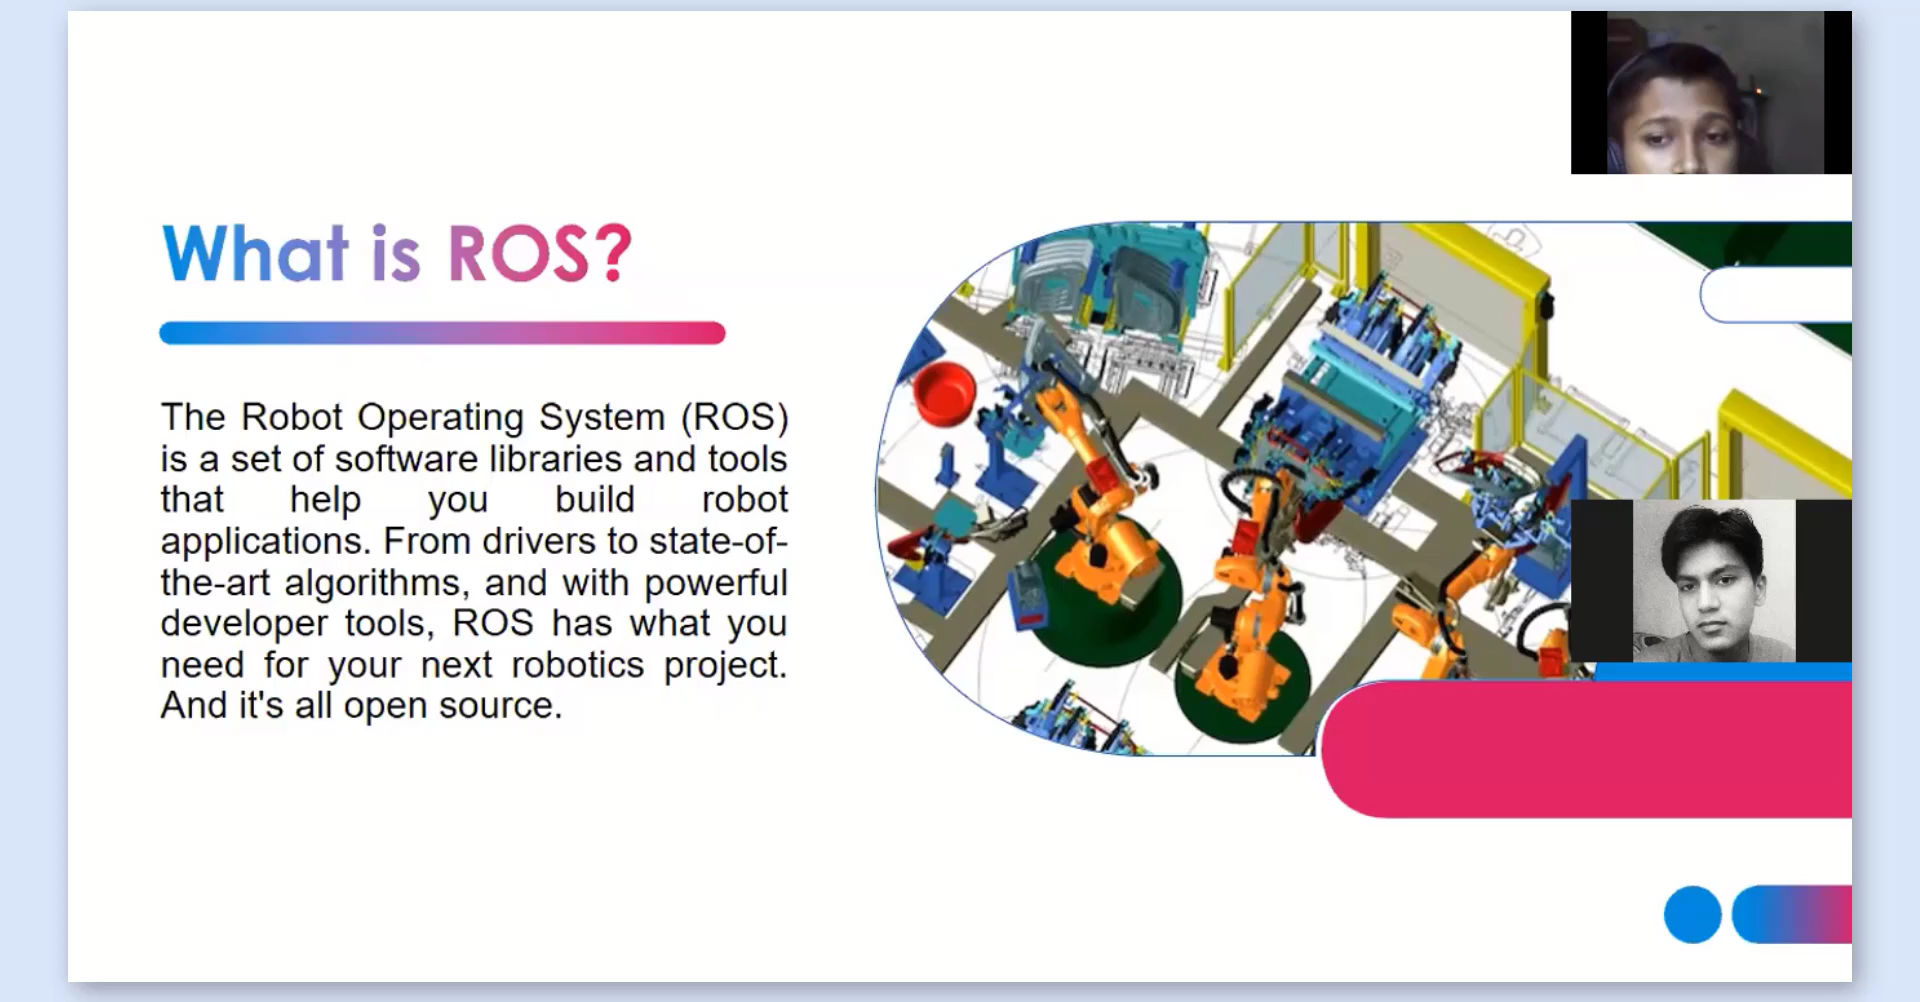 What is ROS?
The Robot Operating System (ROS)
is a set of software libraries and tools
that help you build robot
applications. From drivers to state-of-
the-art algorithms, and with powerful
developer tools, ROS has what you
need for your next robotics project.
And it's all open source.